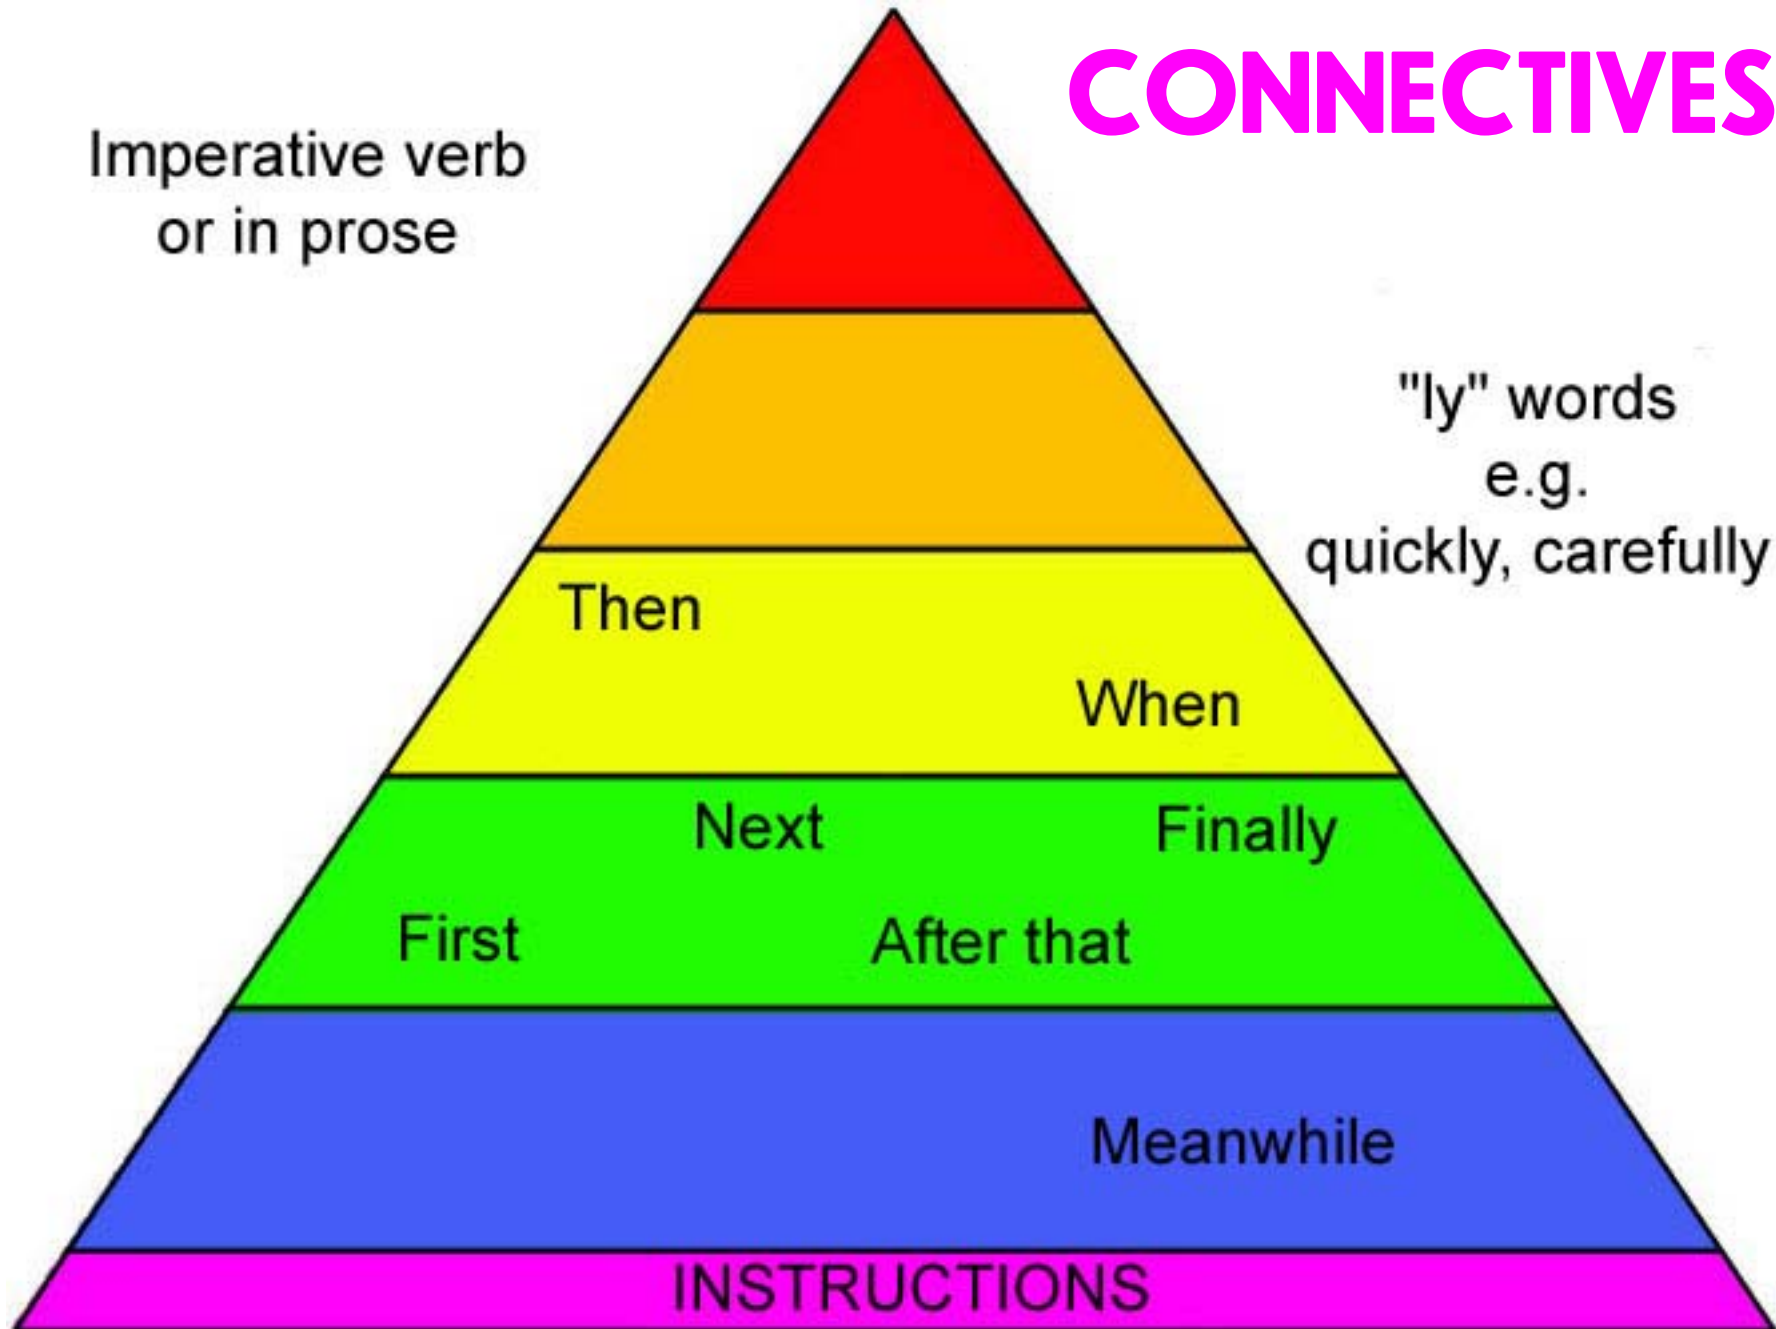 CONNECTIVES
Imperative verb
or in prose
"ly" words
e.g.
quickly, carefully
Then
When
Next Finally
First After that
Meanwhile
INSTRUCTIONS